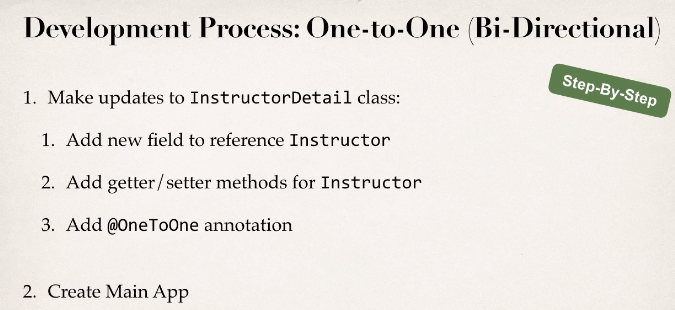 Development Process: One-to-One (Bi-Directional)
Step-By-Step
1. Make updates to InstructorDetail class:
1. Add new field to reference Instructor
2. Add getter/setter methods for Instructor
3. Add @OneToOne annotation
2. Create Main App